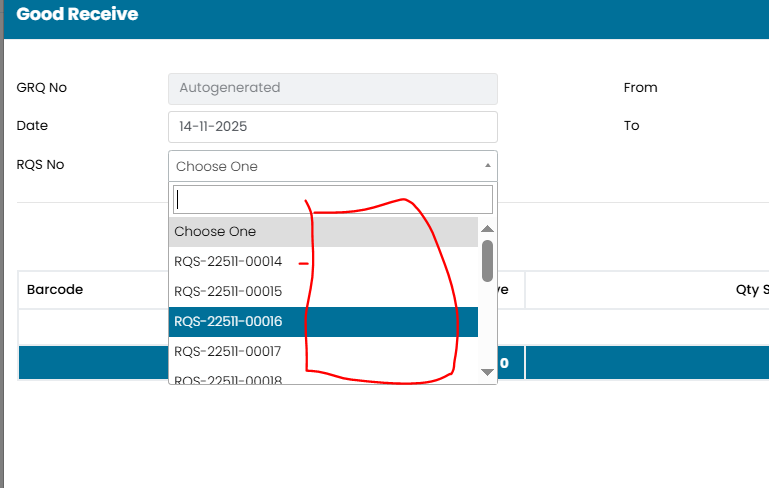 Good Receive
GRQ No
Autogenerated
From
Date
14-11-2025
To
RQS No
Choose One
Choose One
RQS-22511-00014
RQS-22511-00015
RQS-22511-00016
RQS-22511-00017
RQS-22511-00018
Barcode
ve
Qty S
0